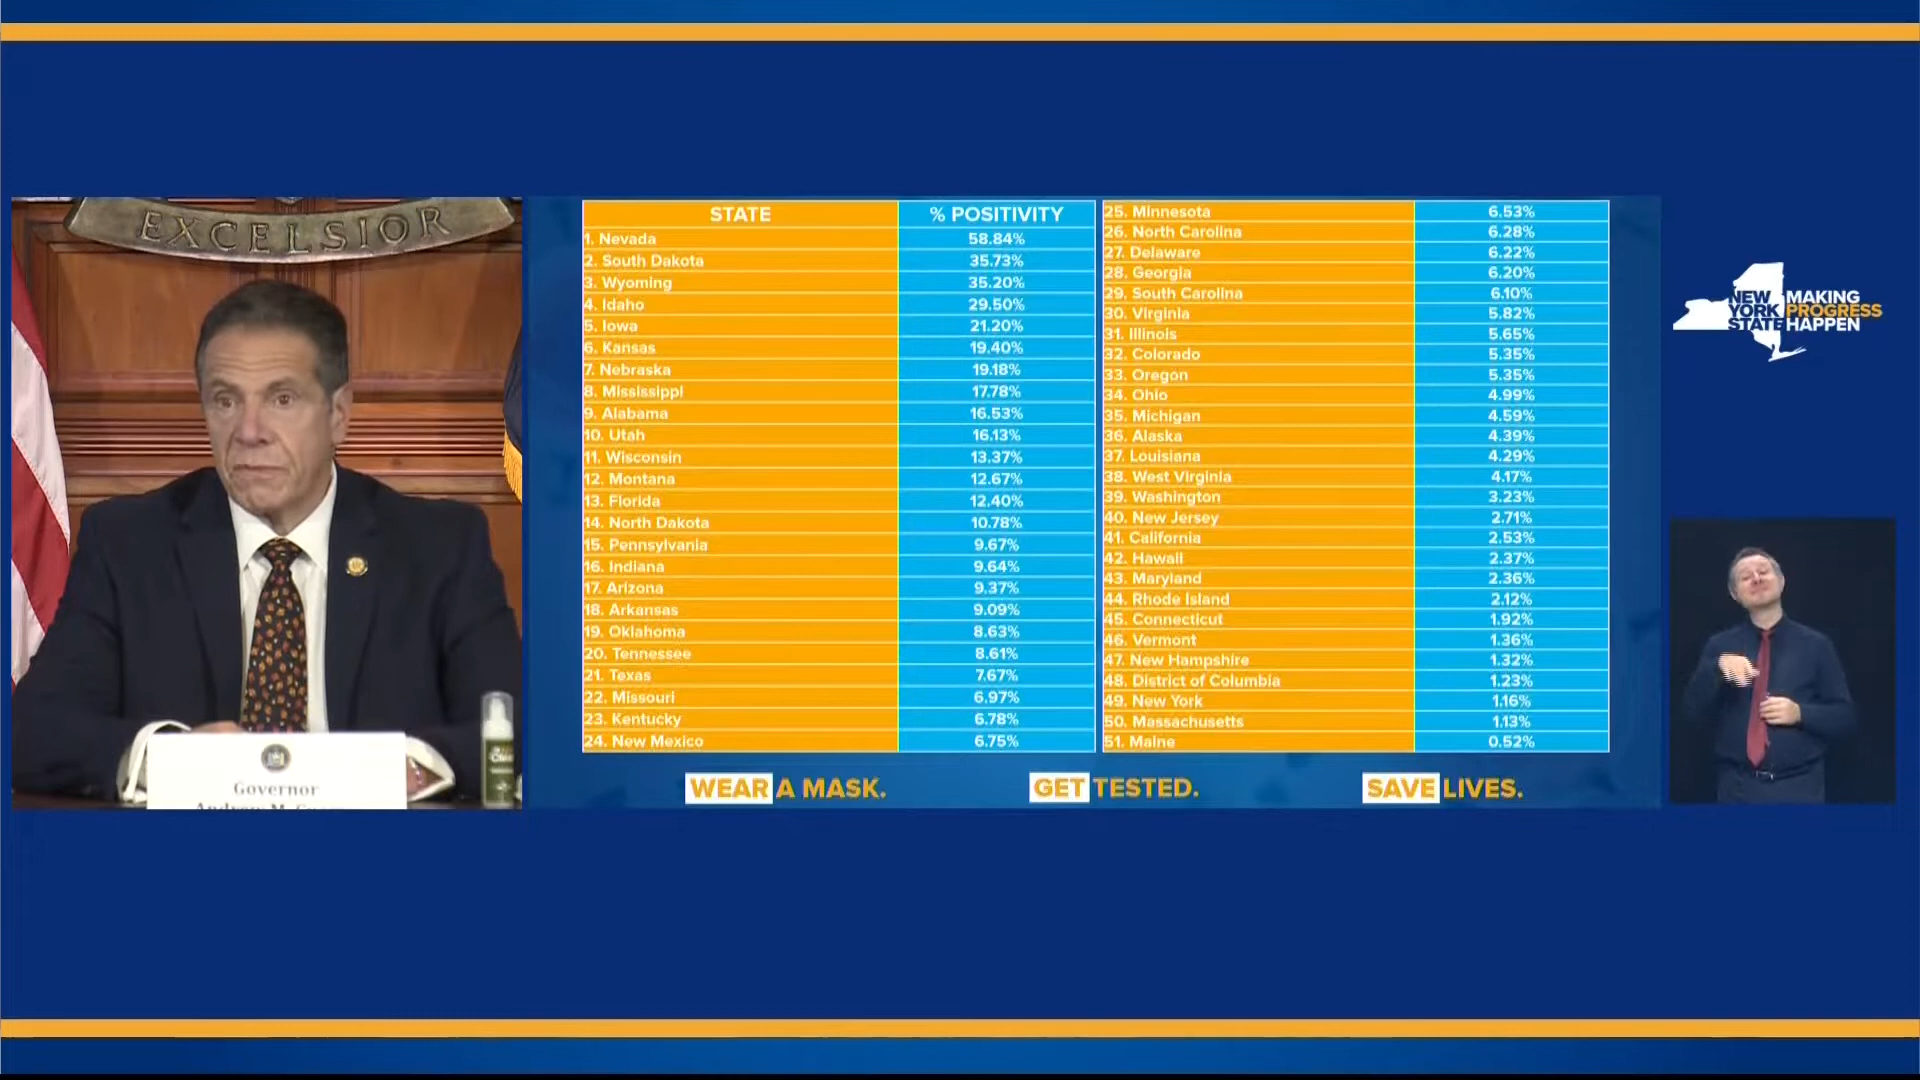 EXCELSIOR
Governor
STATE % POSITIVITY
1. Nevada 58.84%
2. South Dakota 35.73%
3. Wyoming 35.20%
4. Idaho 29.50%
5. Iowa 21.20%
6. Kansas 19.40%
7. Nebraska 19.18%
8. Mississippi 17.78%
9. Alabama 16.53%
10. Utah 16.13%
11. Wisconsin 13.37%
12. Montana 12.67%
13. Florida 12.40%
14. North Dakota 10.78%
15. Pennsylvania 9.67%
16. Indiana 9.64%
17. Arizona 9.37%
18. Arkansas 9.09%
19. Oklahoma 8.63%
20. Tennessee 8.61%
21. Texas 7.67%
22. Missouri 6.97%
23. Kentucky 6.78%
24. New Mexico 6.75%
25. Minnesota 6.53%
26. North Carolina 6.28%
27. Delaware 6.22%
28. Georgia 6.20%
29. South Carolina 6.10%
30. Virginia 5.82%
31. Illinois 5.65%
32. Colorado 5.35%
33. Oregon 5.35%
34. Ohio 4.99%
35. Michigan 4.59%
36. Alaska 4.39%
37. Louisiana 4.29%
38. West Virginia 4.17%
39. Washington 3.23%
40. New Jersey 2.71%
41. California 2.53%
42. Hawaii 2.37%
43. Maryland 2.36%
44. Rhode Island 2.12%
45. Connecticut 1.92%
46. Vermont 1.36%
47. New Hampshire 1.32%
48. District of Columbia 1.23%
49. New York 1.16%
50. Massachusetts 1.13%
51. Maine 0.52%
WEAR A MASK. GET TESTED. SAVE LIVES.
NEW YORK STATE
MAKING PROGRESS HAPPEN